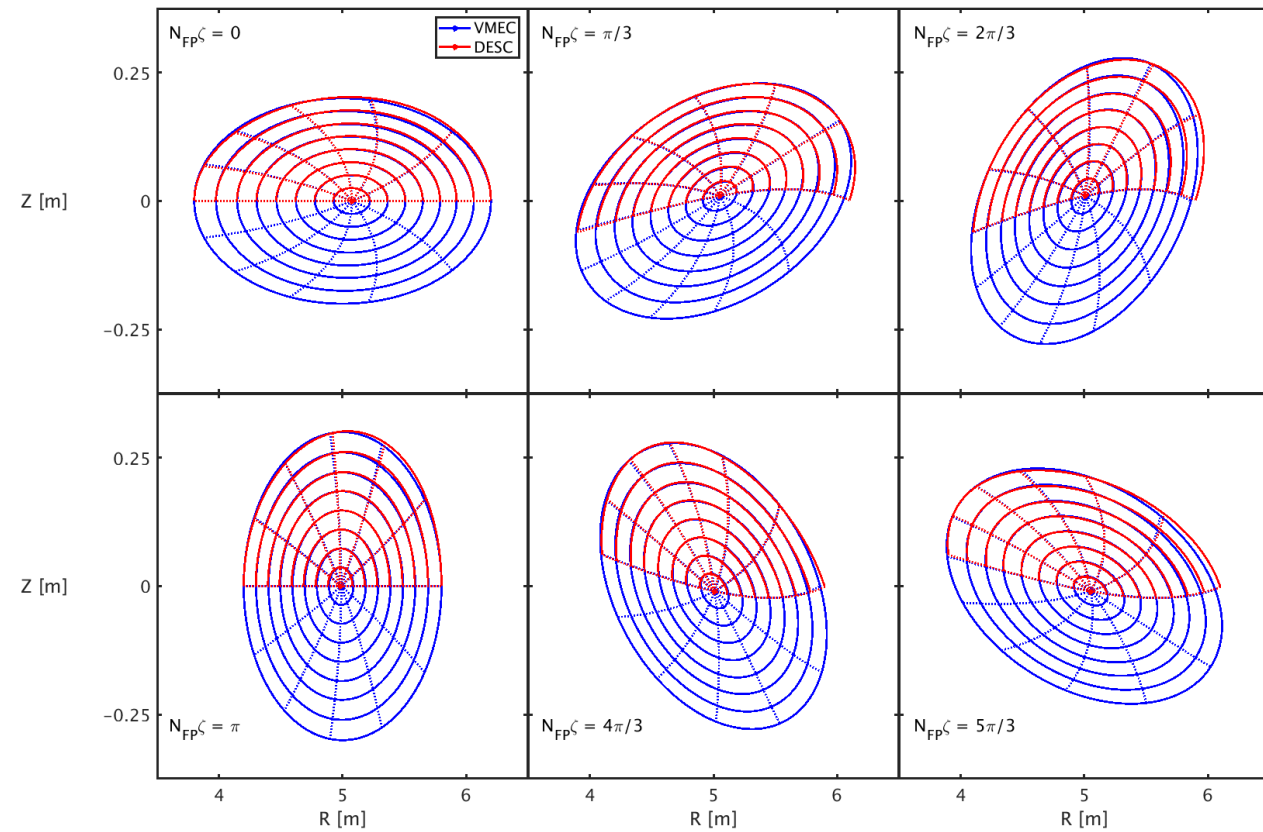 N_FPζ = 0
VMEC
DESC
N_FPζ = π/3
N_FPζ = 2π/3
0.25
Z [m]
0
−0.25
0.25
Z [m]
0
−0.25
N_FPζ = π
N_FPζ = 4π/3
N_FPζ = 5π/3
4 5 6
4 5 6
4 5 6
R [m]
R [m]
R [m]